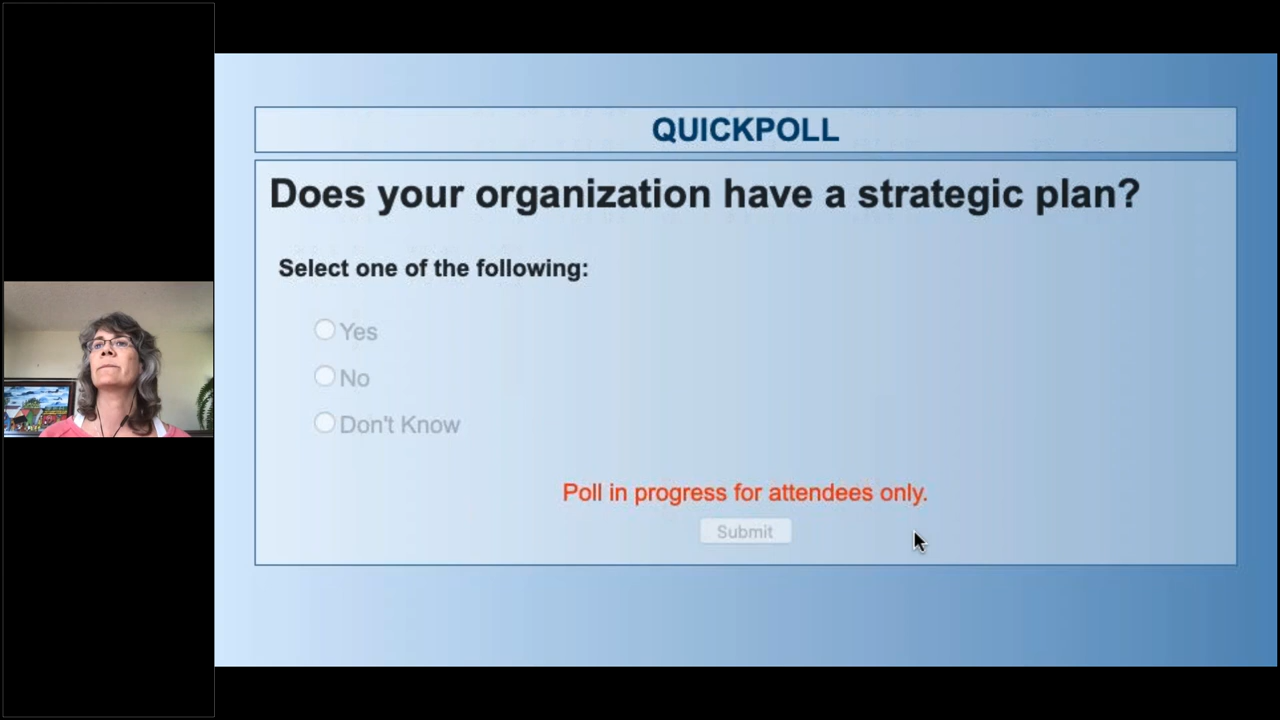 QUICKPOLL
Does your organization have a strategic plan?
Select one of the following:
Yes
No
Don't Know
Poll in progress for attendees only.
Submit